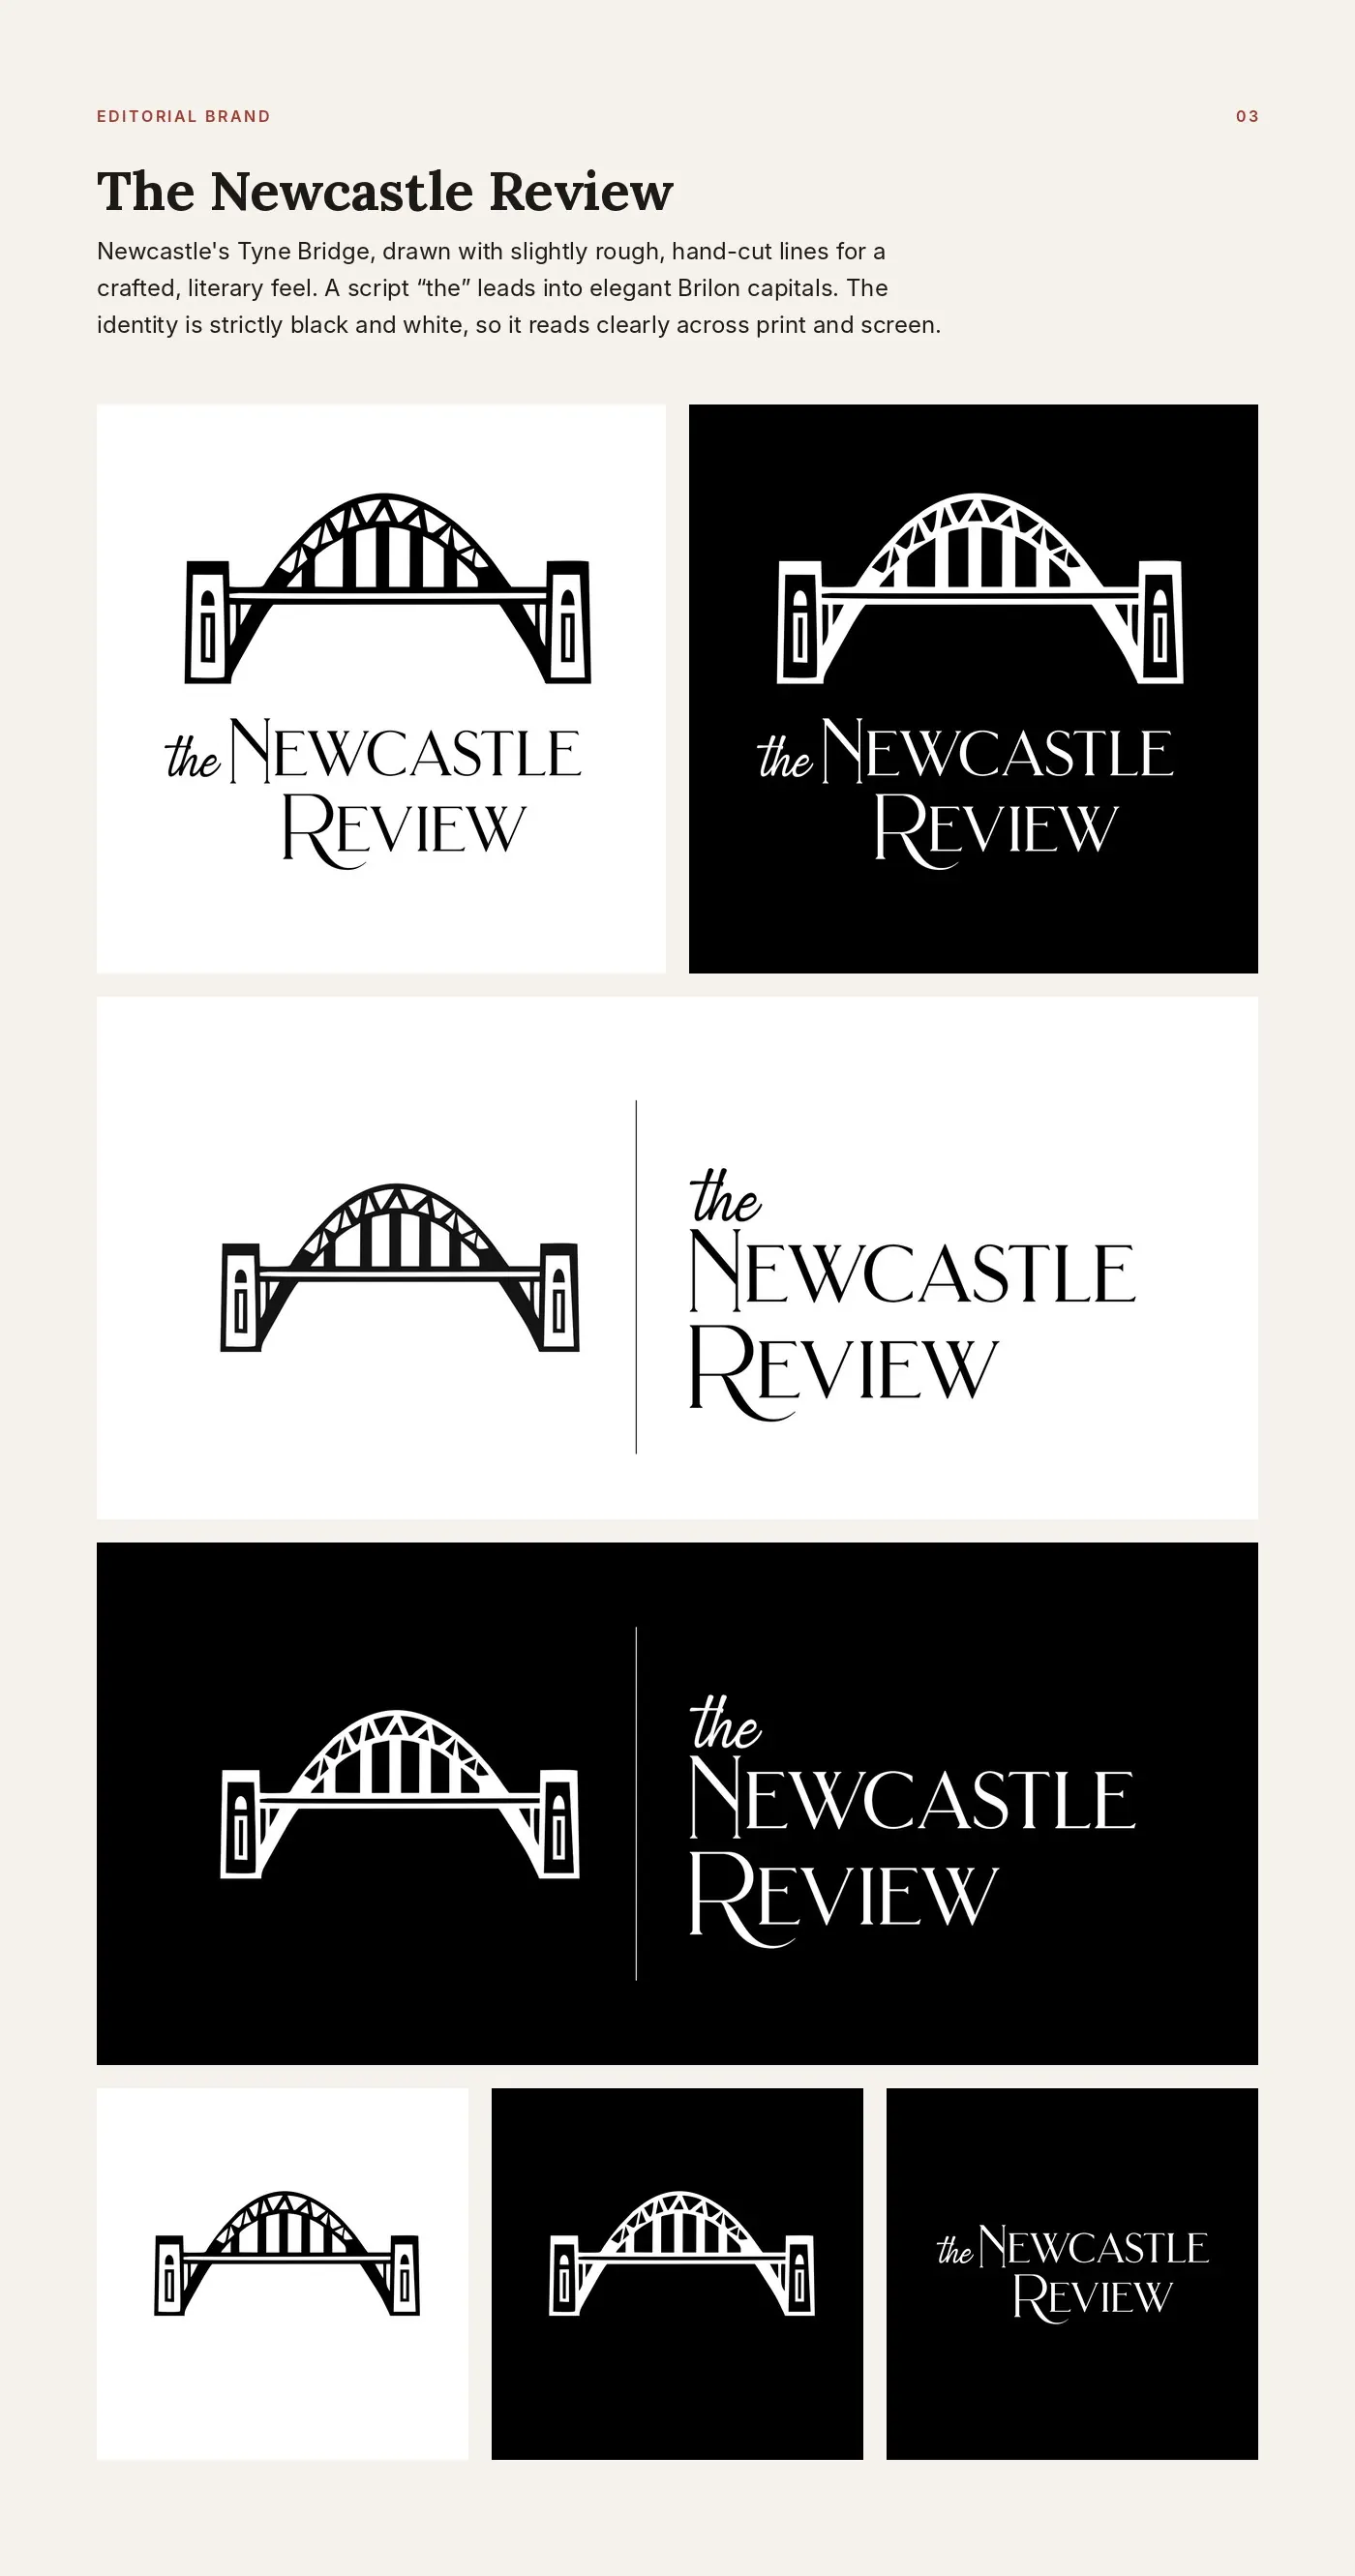 EDITORIAL BRAND
03
The Newcastle Review
Newcastle's Tyne Bridge, drawn with slightly rough, hand-cut lines for a
crafted, literary feel. A script “the” leads into elegant Brilon capitals. The
identity is strictly black and white, so it reads clearly across print and screen.
the NEWCASTLE
REVIEW
the NEWCASTLE
REVIEW
the
NEWCASTLE
REVIEW
the
NEWCASTLE
REVIEW
the NEWCASTLE
REVIEW